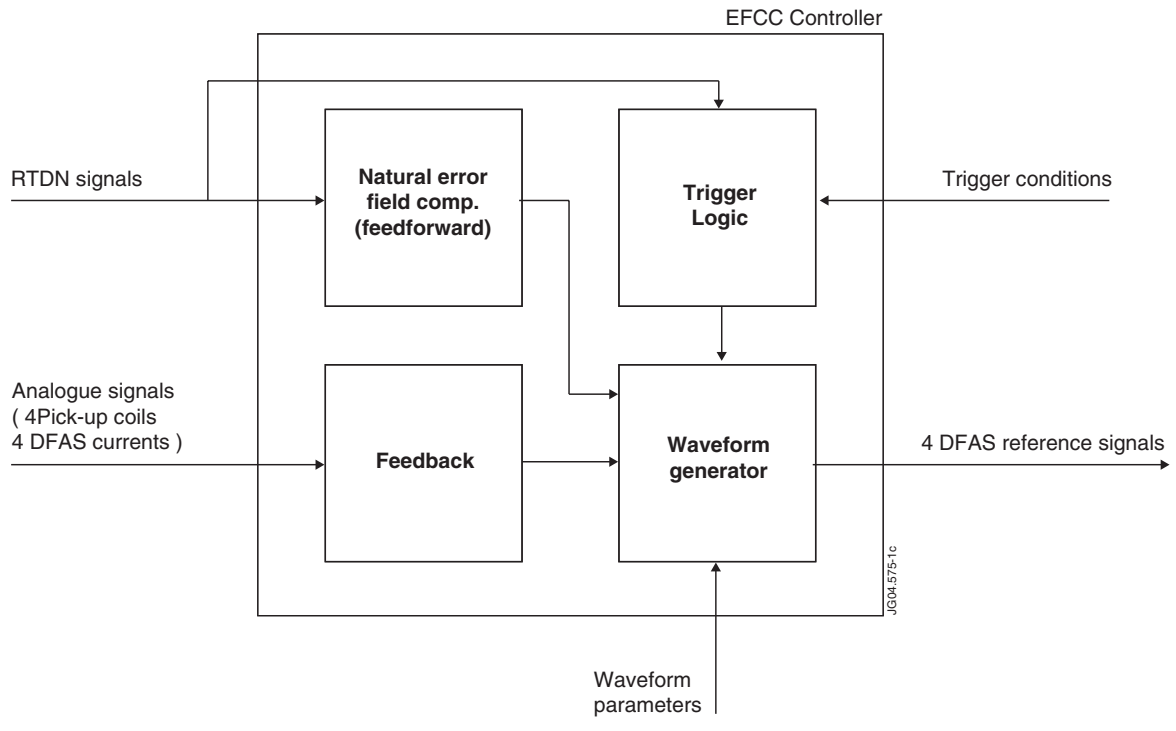 EFCC Controller
RTDN signals
Natural error
field comp.
(feedforward)
Trigger
Logic
Trigger conditions
Analogue signals
( 4Pick-up coils
4 DFAS currents )
Feedback
Waveform
generator
4 DFAS reference signals
JG04.575-1c
Waveform
parameters